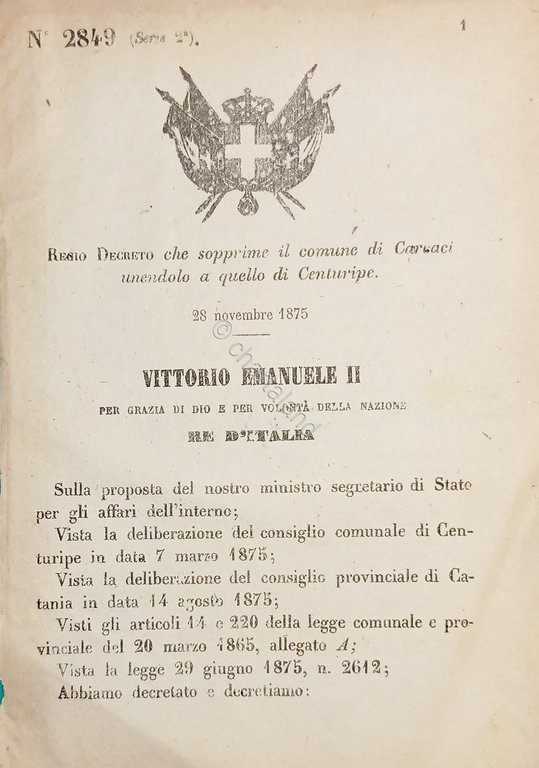 1
N° 2849 (Serie 2ª).
REGIO DECRETO che sopprime il comune di Carcaci
unendolo a quello di Centuripe.
28 novembre 1875
VITTORIO EMANUELE II
PER GRAZIA DI DIO E PER VOLONTÀ DELLA NAZIONE
RE D'ITALIA
Sulla proposta del nostro ministro segretario di Stato
per gli affari dell'interno;
Vista la deliberazione del consiglio comunale di Cen-
turipe in data 7 marzo 1875;
Vista la deliberazione del consiglio provinciale di Ca-
tania in data 14 agosto 1875;
Visti gli articoli 14 e 220 della legge comunale e pro-
vinciale del 20 marzo 1865, allegato A;
Vista la legge 29 giugno 1875, n. 2612;
Abbiamo decretato e decretiamo:
© chartaland